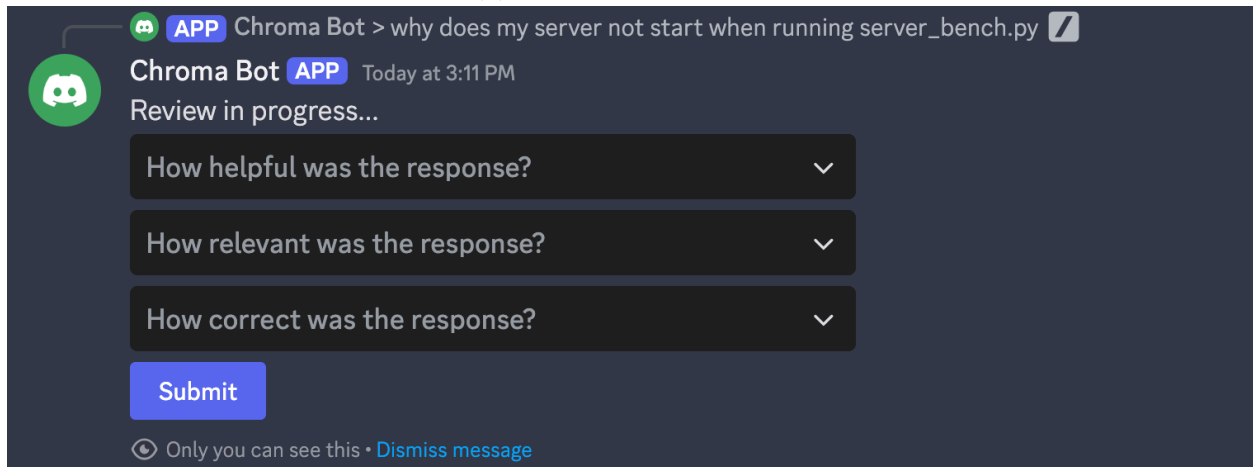 APP Chroma Bot > why does my server not start when running server_bench.py
Chroma Bot APP Today at 3:11 PM
Review in progress...
How helpful was the response?
How relevant was the response?
How correct was the response?
Submit
Only you can see this • Dismiss message